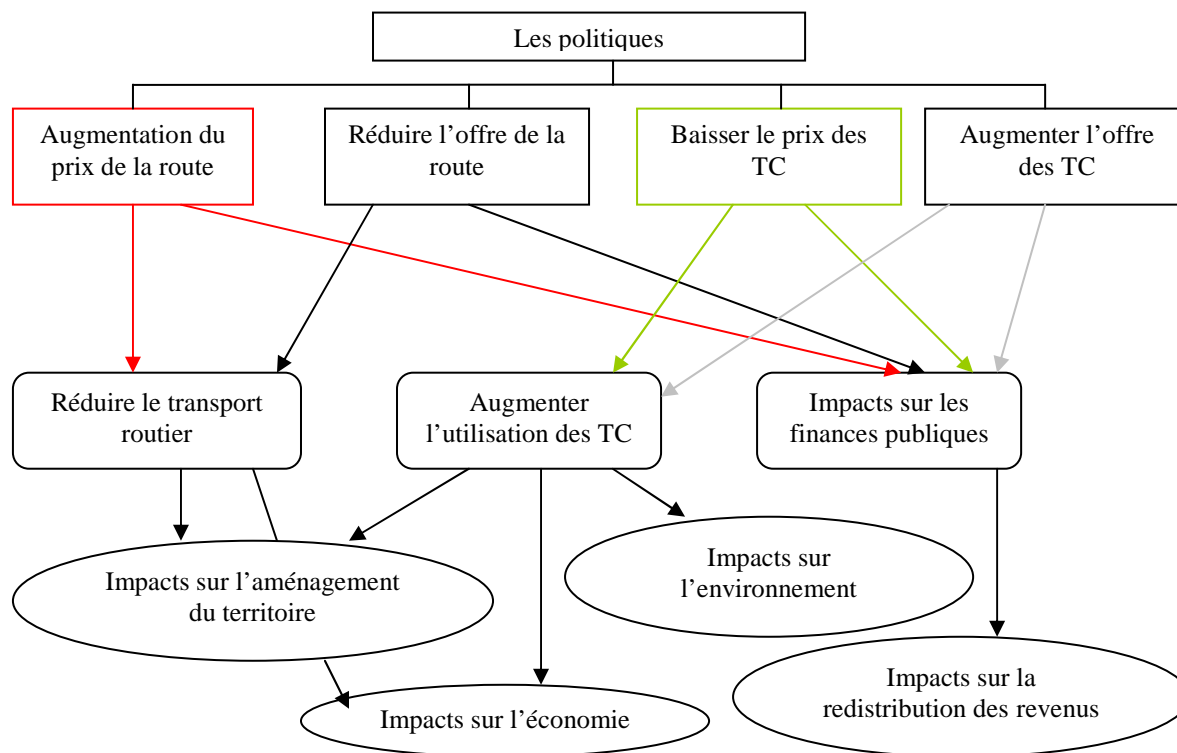 Les politiques
Augmentation du
prix de la route
Réduire l’offre de la
route
Baisser le prix des
TC
Augmenter l’offre
des TC
Réduire le transport
routier
Augmenter
l’utilisation des TC
Impacts sur les
finances publiques
Impacts sur l’aménagement
du territoire
Impacts sur
l’environnement
Impacts sur l’économie
Impacts sur la
redistribution des revenus